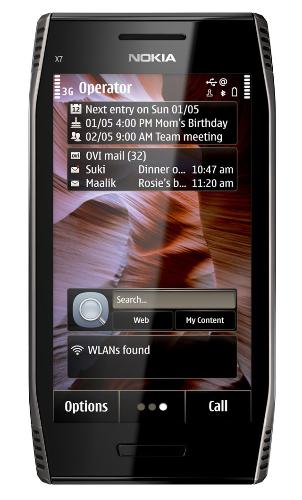 X7
NOKIA
3G Operator
12 Next entry on Sun 01/05
01/05 4:00 PM Mom's Birthday
02/05 9:00 AM Team meeting
OVI mail (32)
Suki Dinner o... 10:47 am
Maalik Rosie's b... 11:20 am
Search...
Web My Content
WLANs found
Options Call